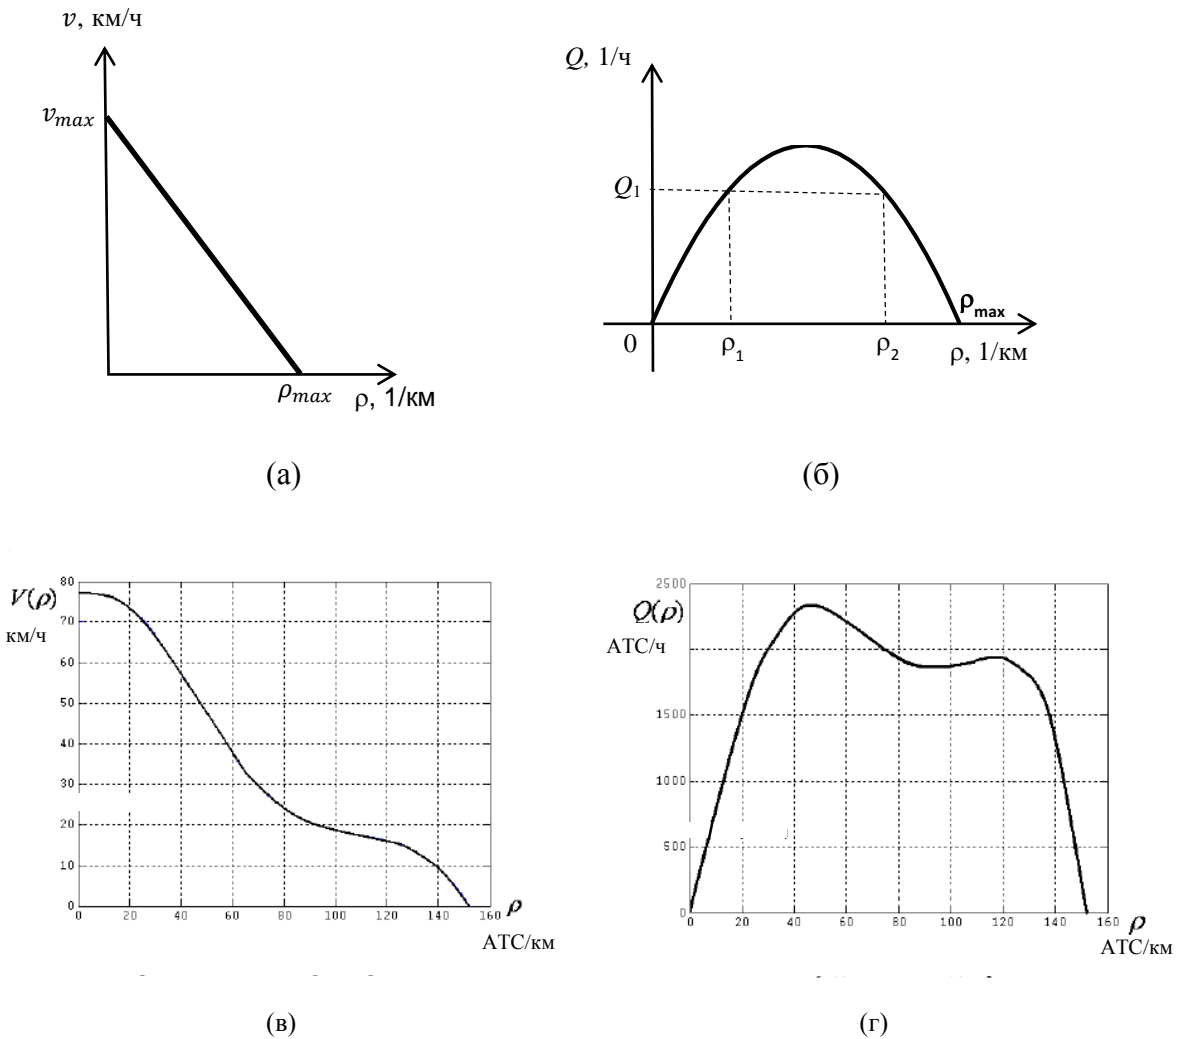 v, км/ч
v_max
ρ_max
ρ, 1/км
(а)
Q, 1/ч
Q₁
0
ρ₁
ρ₂
ρ_max
ρ, 1/км
(б)
V(ρ)
км/ч
80
70
60
50
40
30
20
10
0
0 20 40 60 80 100 120 140 160 ρ
АТС/км
(в)
Q(ρ)
АТС/ч
2500
1500
1000
500
0
0 20 40 60 80 100 120 140 160 ρ
АТС/км
(г)